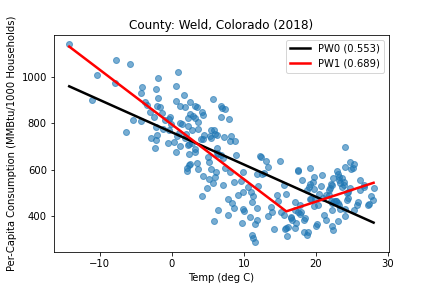 County: Weld, Colorado (2018)
PW0 (0.553)
PW1 (0.689)
Per-Capita Consumption (MMBtu/1000 Households)
1000
800
600
400
−10
0
10
20
30
Temp (deg C)